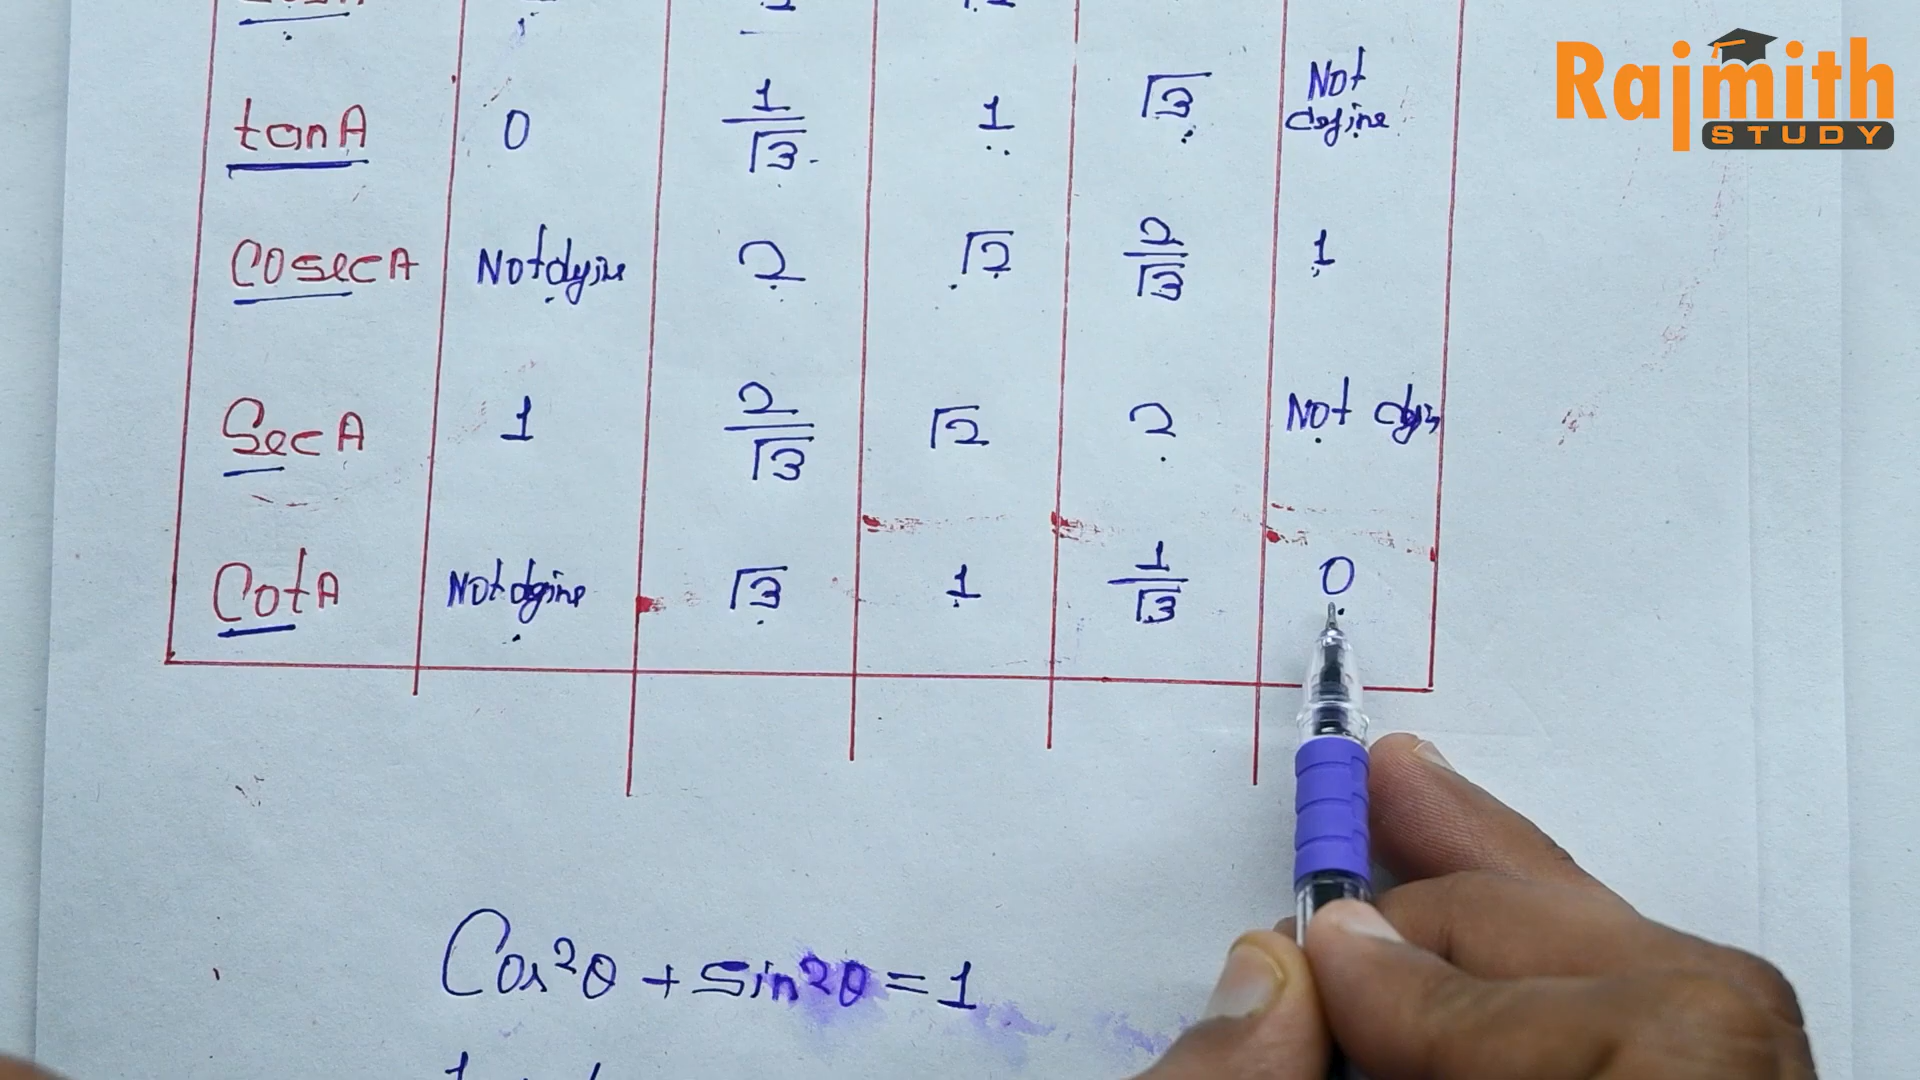 Rajmith
STUDY
tanA 0 1/√3 1 √3 Not define
CosecA Not define 2 √2 2/√3 1
SecA 1 2/√3 √2 2 Not
CotA Not define √3 1 1/√3 0
Cos²θ + sin²θ = 1